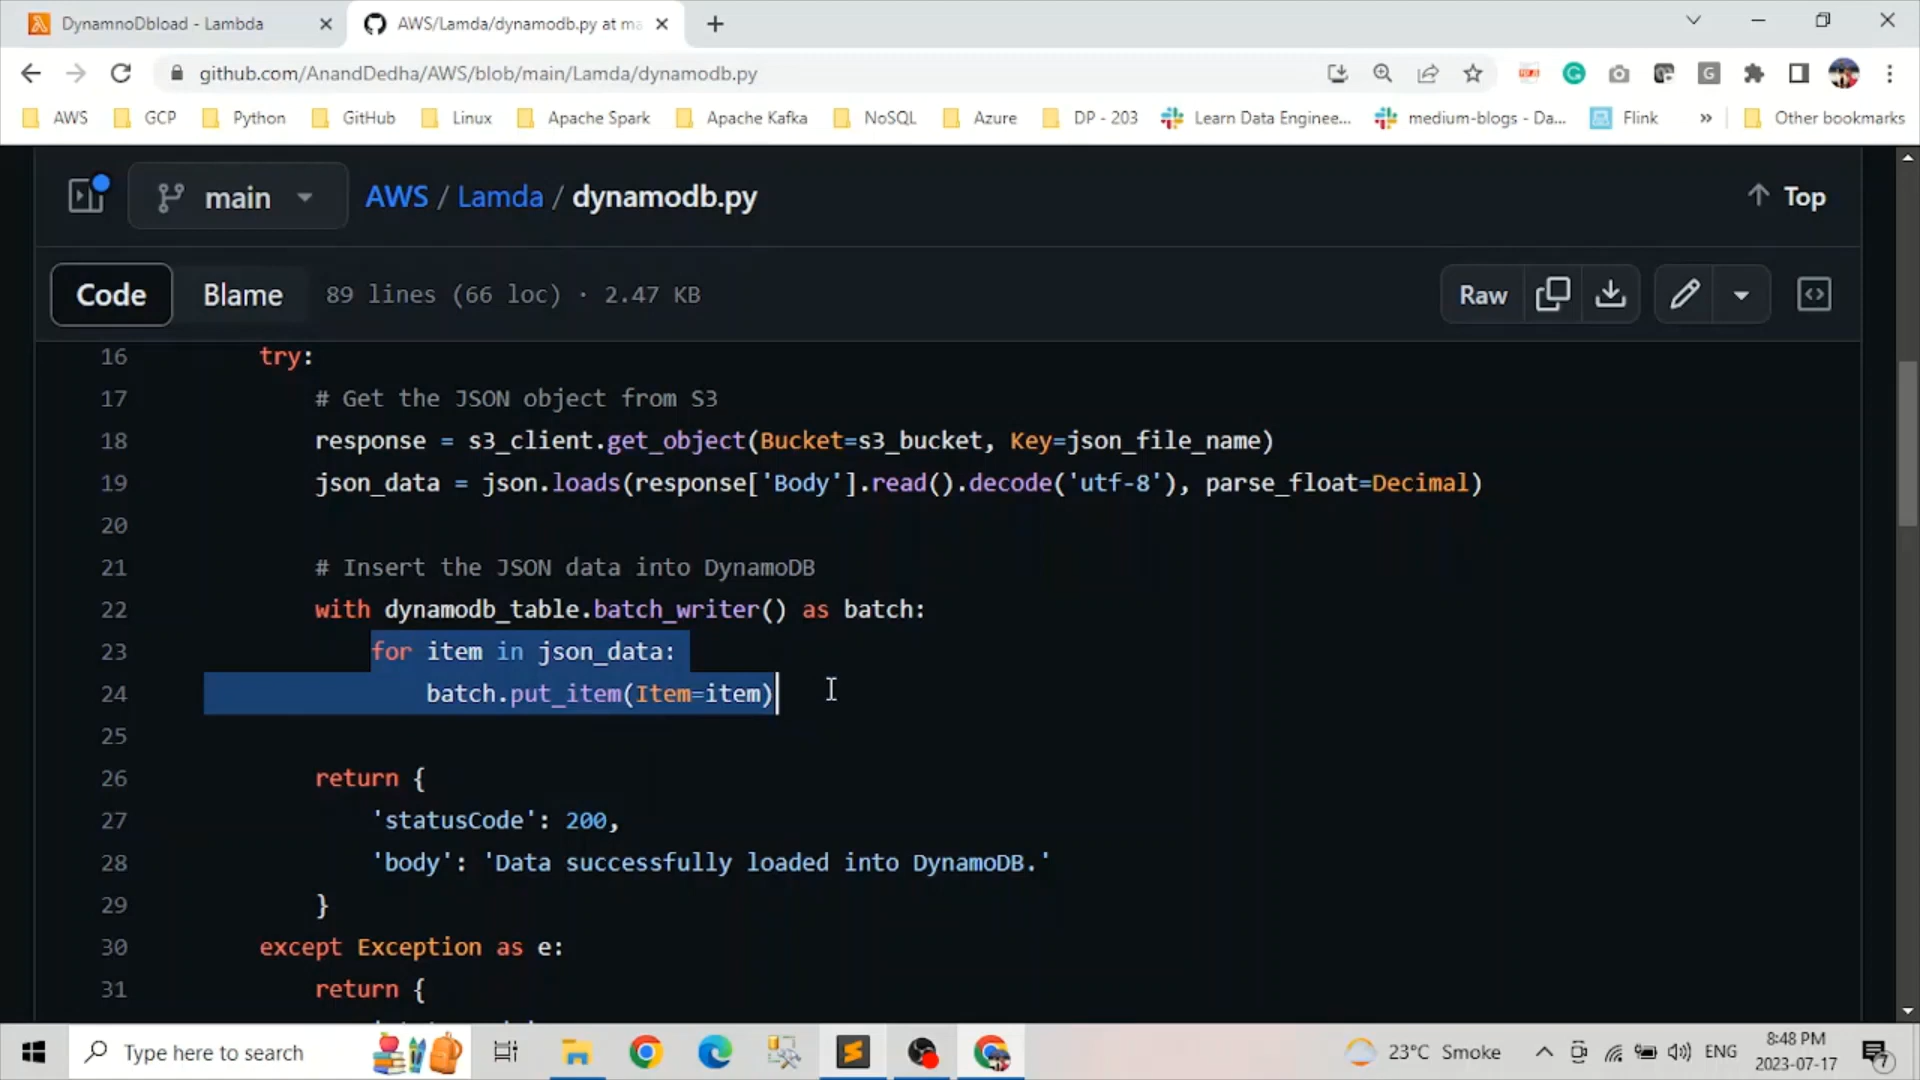 DynamnoDbload - Lambda
AWS/Lamda/dynamodb.py at ma
github.com/AnandDedha/AWS/blob/main/Lamda/dynamodb.py
AWS GCP Python GitHub Linux Apache Spark Apache Kafka NoSQL Azure DP - 203 Learn Data Enginee... medium-blogs - Da... Flink » Other bookmarks
main AWS / Lamda / dynamodb.py Top
Code Blame 89 lines (66 loc) · 2.47 KB Raw
16 try:
17 # Get the JSON object from S3
18 response = s3_client.get_object(Bucket=s3_bucket, Key=json_file_name)
19 json_data = json.loads(response['Body'].read().decode('utf-8'), parse_float=Decimal)
20
21 # Insert the JSON data into DynamoDB
22 with dynamodb_table.batch_writer() as batch:
23 for item in json_data:
24 batch.put_item(Item=item)
25
26 return {
27 'statusCode': 200,
28 'body': 'Data successfully loaded into DynamoDB.'
29 }
30 except Exception as e:
31 return {
Type here to search
23°C Smoke
ENG
8:48 PM
2023-07-17
7